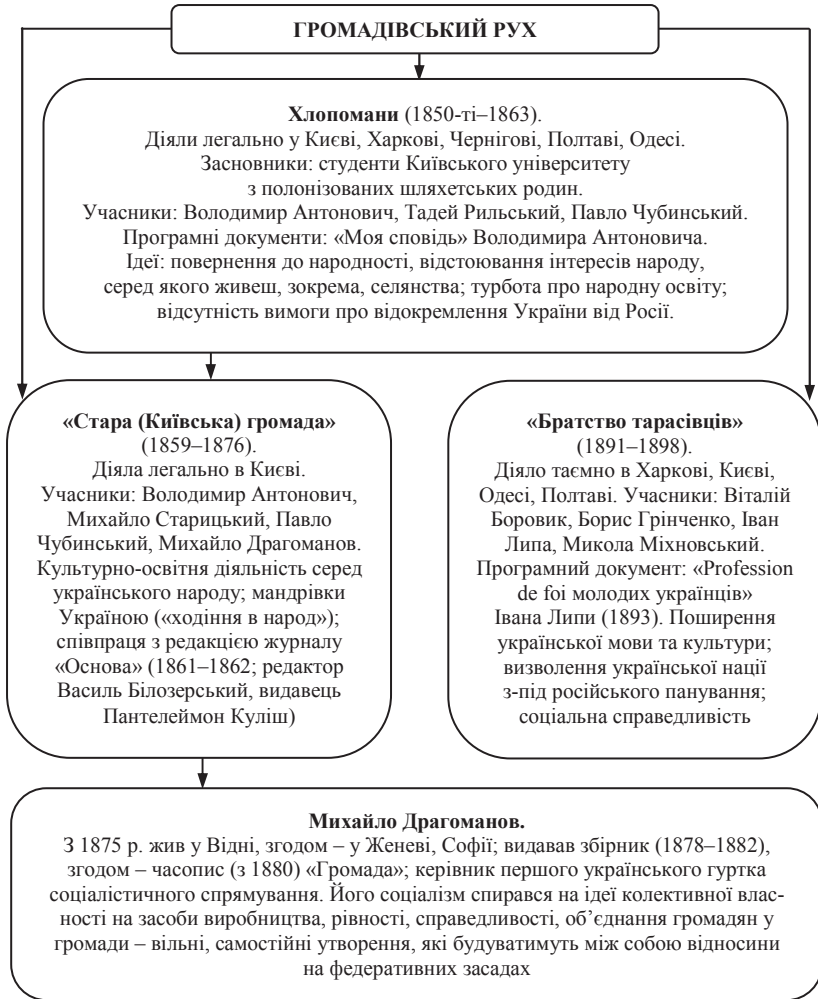 ГРОМАДІВСЬКИЙ РУХ
Хлопомани (1850-ті–1863).
Діяли легально у Києві, Харкові, Чернігові, Полтаві, Одесі.
Засновники: студенти Київського університету
з полонізованих шляхетських родин.
Учасники: Володимир Антонович, Тадей Рильський, Павло Чубинський.
Програмні документи: «Моя сповідь» Володимира Антоновича.
Ідеї: повернення до народності, відстоювання інтересів народу,
серед якого живеш, зокрема, селянства; турбота про народну освіту;
відсутність вимоги про відокремлення України від Росії.
«Стара (Київська) громада»
(1859–1876).
Діяла легально в Києві.
Учасники: Володимир Антонович,
Михайло Старицький, Павло
Чубинський, Михайло Драгоманов.
Культурно-освітня діяльність серед
українського народу; мандрівки
Україною («ходіння в народ»);
співпраця з редакцією журналу
«Основа» (1861–1862; редактор
Василь Білозерський, видавець
Пантелеймон Куліш)
«Братство тарасівців»
(1891–1898).
Діяло таємно в Харкові, Києві,
Одесі, Полтаві. Учасники: Віталій
Боровик, Борис Грінченко, Іван
Липа, Микола Міхновський.
Програмний документ: «Profession
de foi молодих українців»
Івана Липи (1893). Поширення
української мови та культури;
визволення української нації
з-під російського панування;
соціальна справедливість
Михайло Драгоманов.
З 1875 р. жив у Відні, згодом – у Женеві, Софії; видавав збірник (1878–1882),
згодом – часопис (з 1880) «Громада»; керівник першого українського гуртка
соціалістичного спрямування. Його соціалізм спирався на ідеї колективної влас-
ності на засоби виробництва, рівності, справедливості, об’єднання громадян у
громади – вільні, самостійні утворення, які будуватимуть між собою відносини
на федеративних засадах